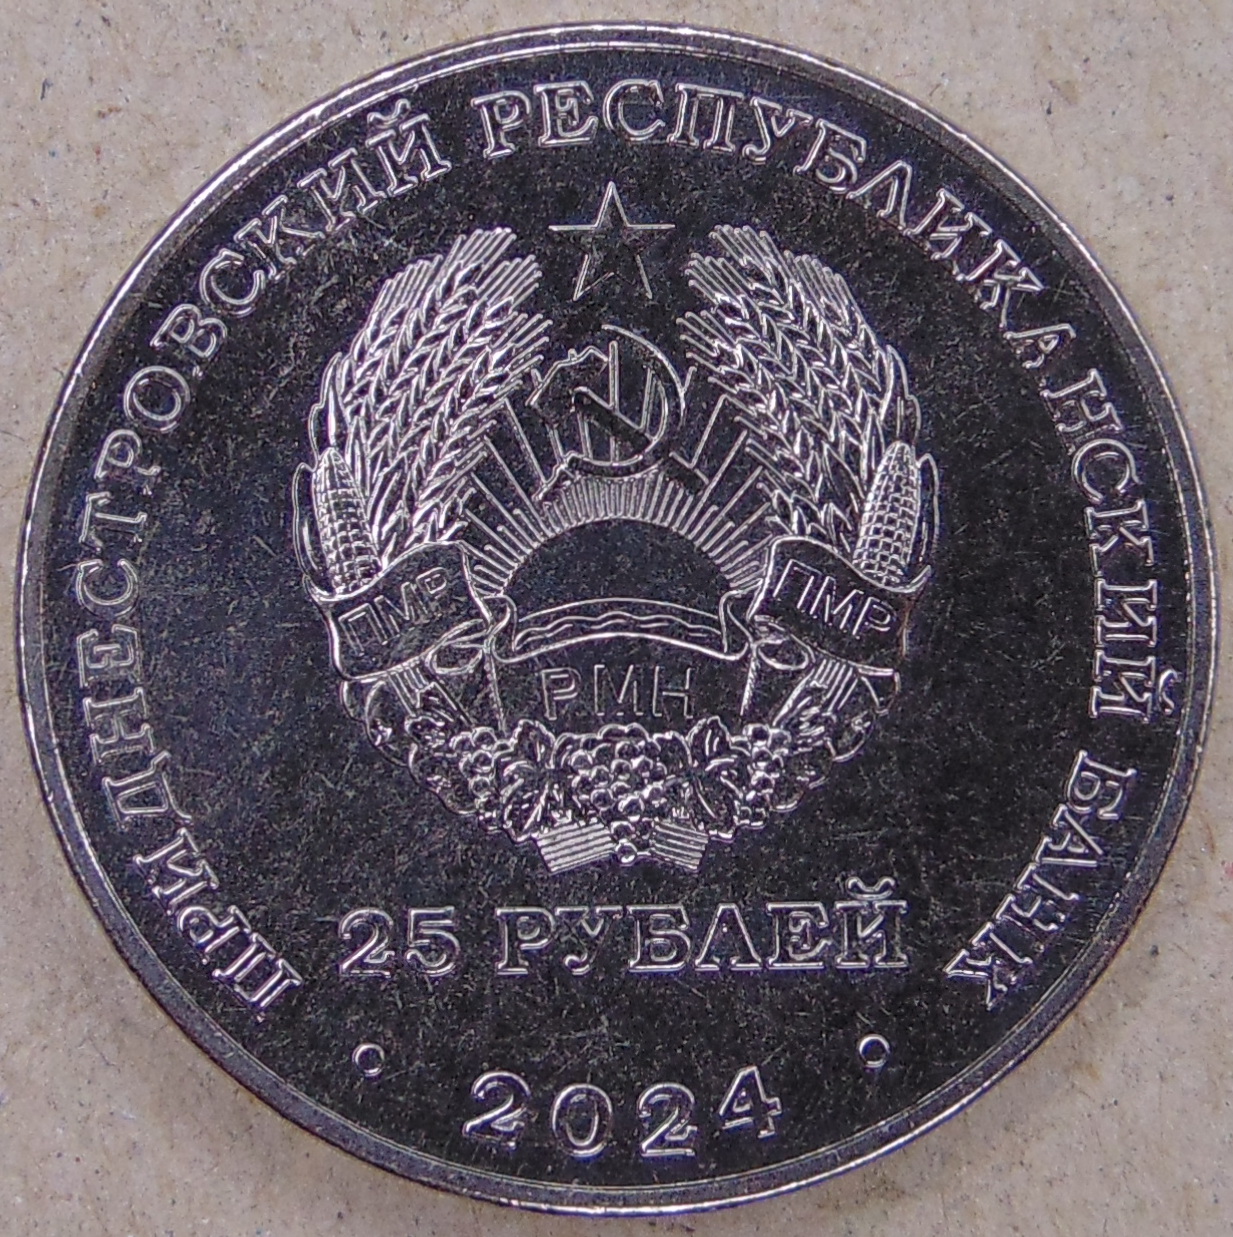 ПРИДНЕСТРОВСКИЙ РЕСПУБЛИКАНСКИЙ БАНК
ПМР
ПМР
РМН
25 РУБЛЕЙ
• 2024 •